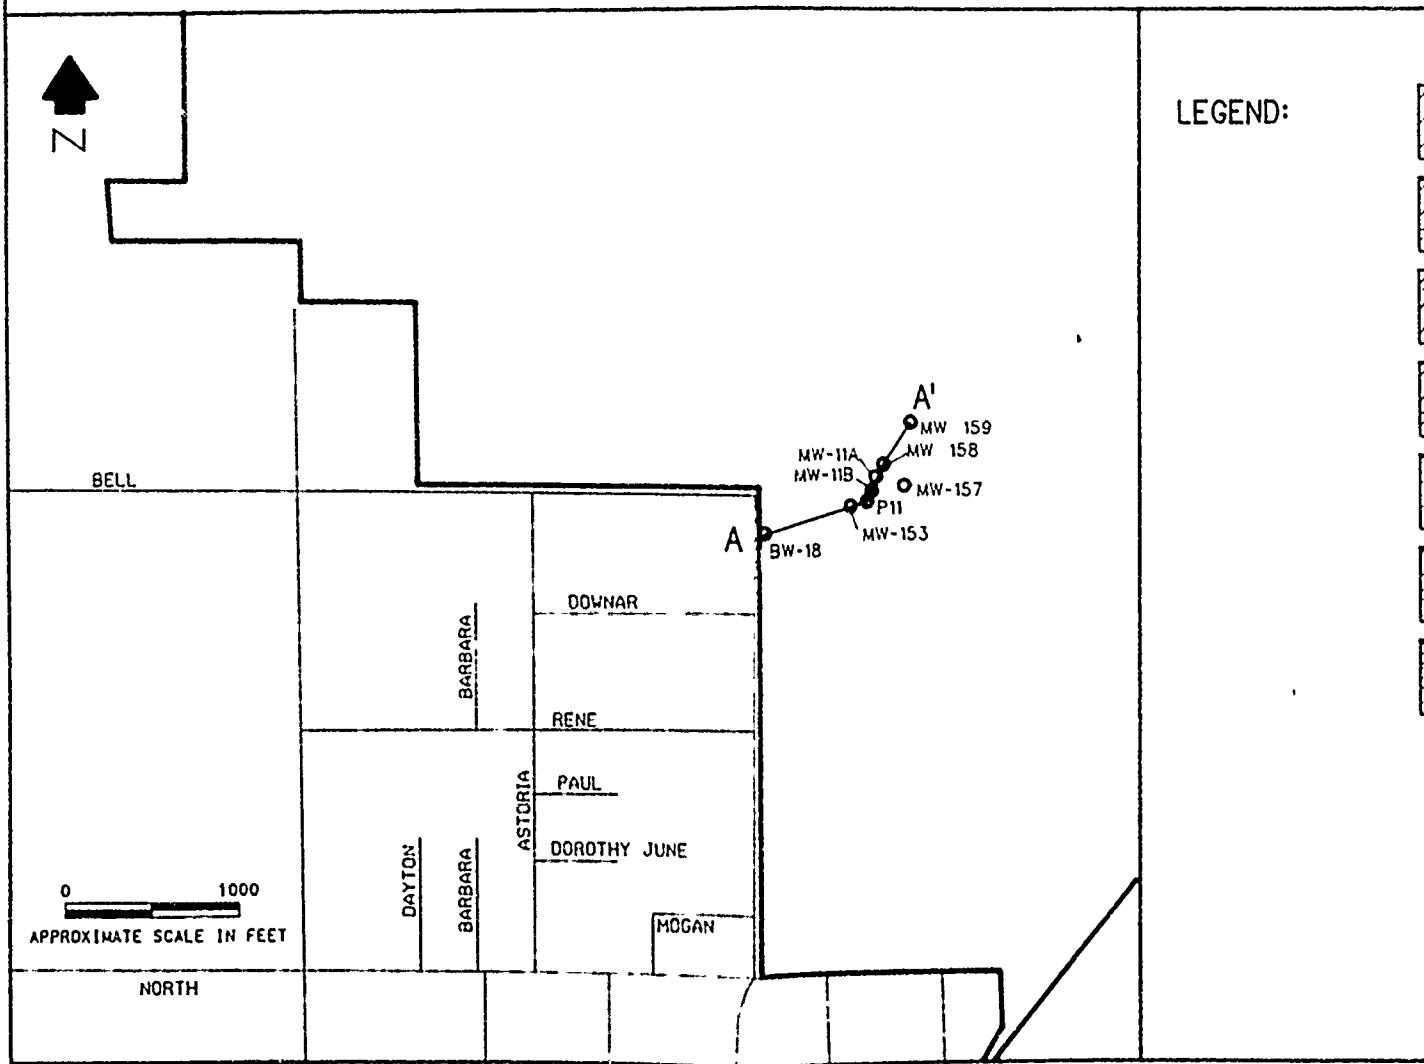 N
LEGEND:
A'
MW 159
MW-11A
MW 158
MW-11B
MW-157
P11
MW-153
A
BW-18
BELL
DOWNAR
BARBARA
RENE
ASTORIA
PAUL
DOROTHY JUNE
DAYTON
BARBARA
MOGAN
0 1000
APPROXIMATE SCALE IN FEET
NORTH